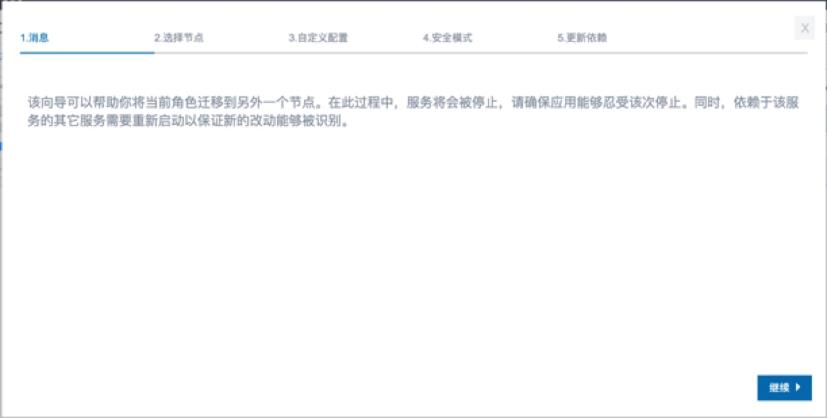 1.消息
2.选择节点
3.自定义配置
4.安全模式
5.更新依赖
X
该向导可以帮助你将当前角色迁移到另外一个节点。在此过程中，服务将会被停止，请确保应用能够忍受该次停止。同时，依赖于该服
务的其它服务需要重新启动以保证新的改动能够被识别。
继续